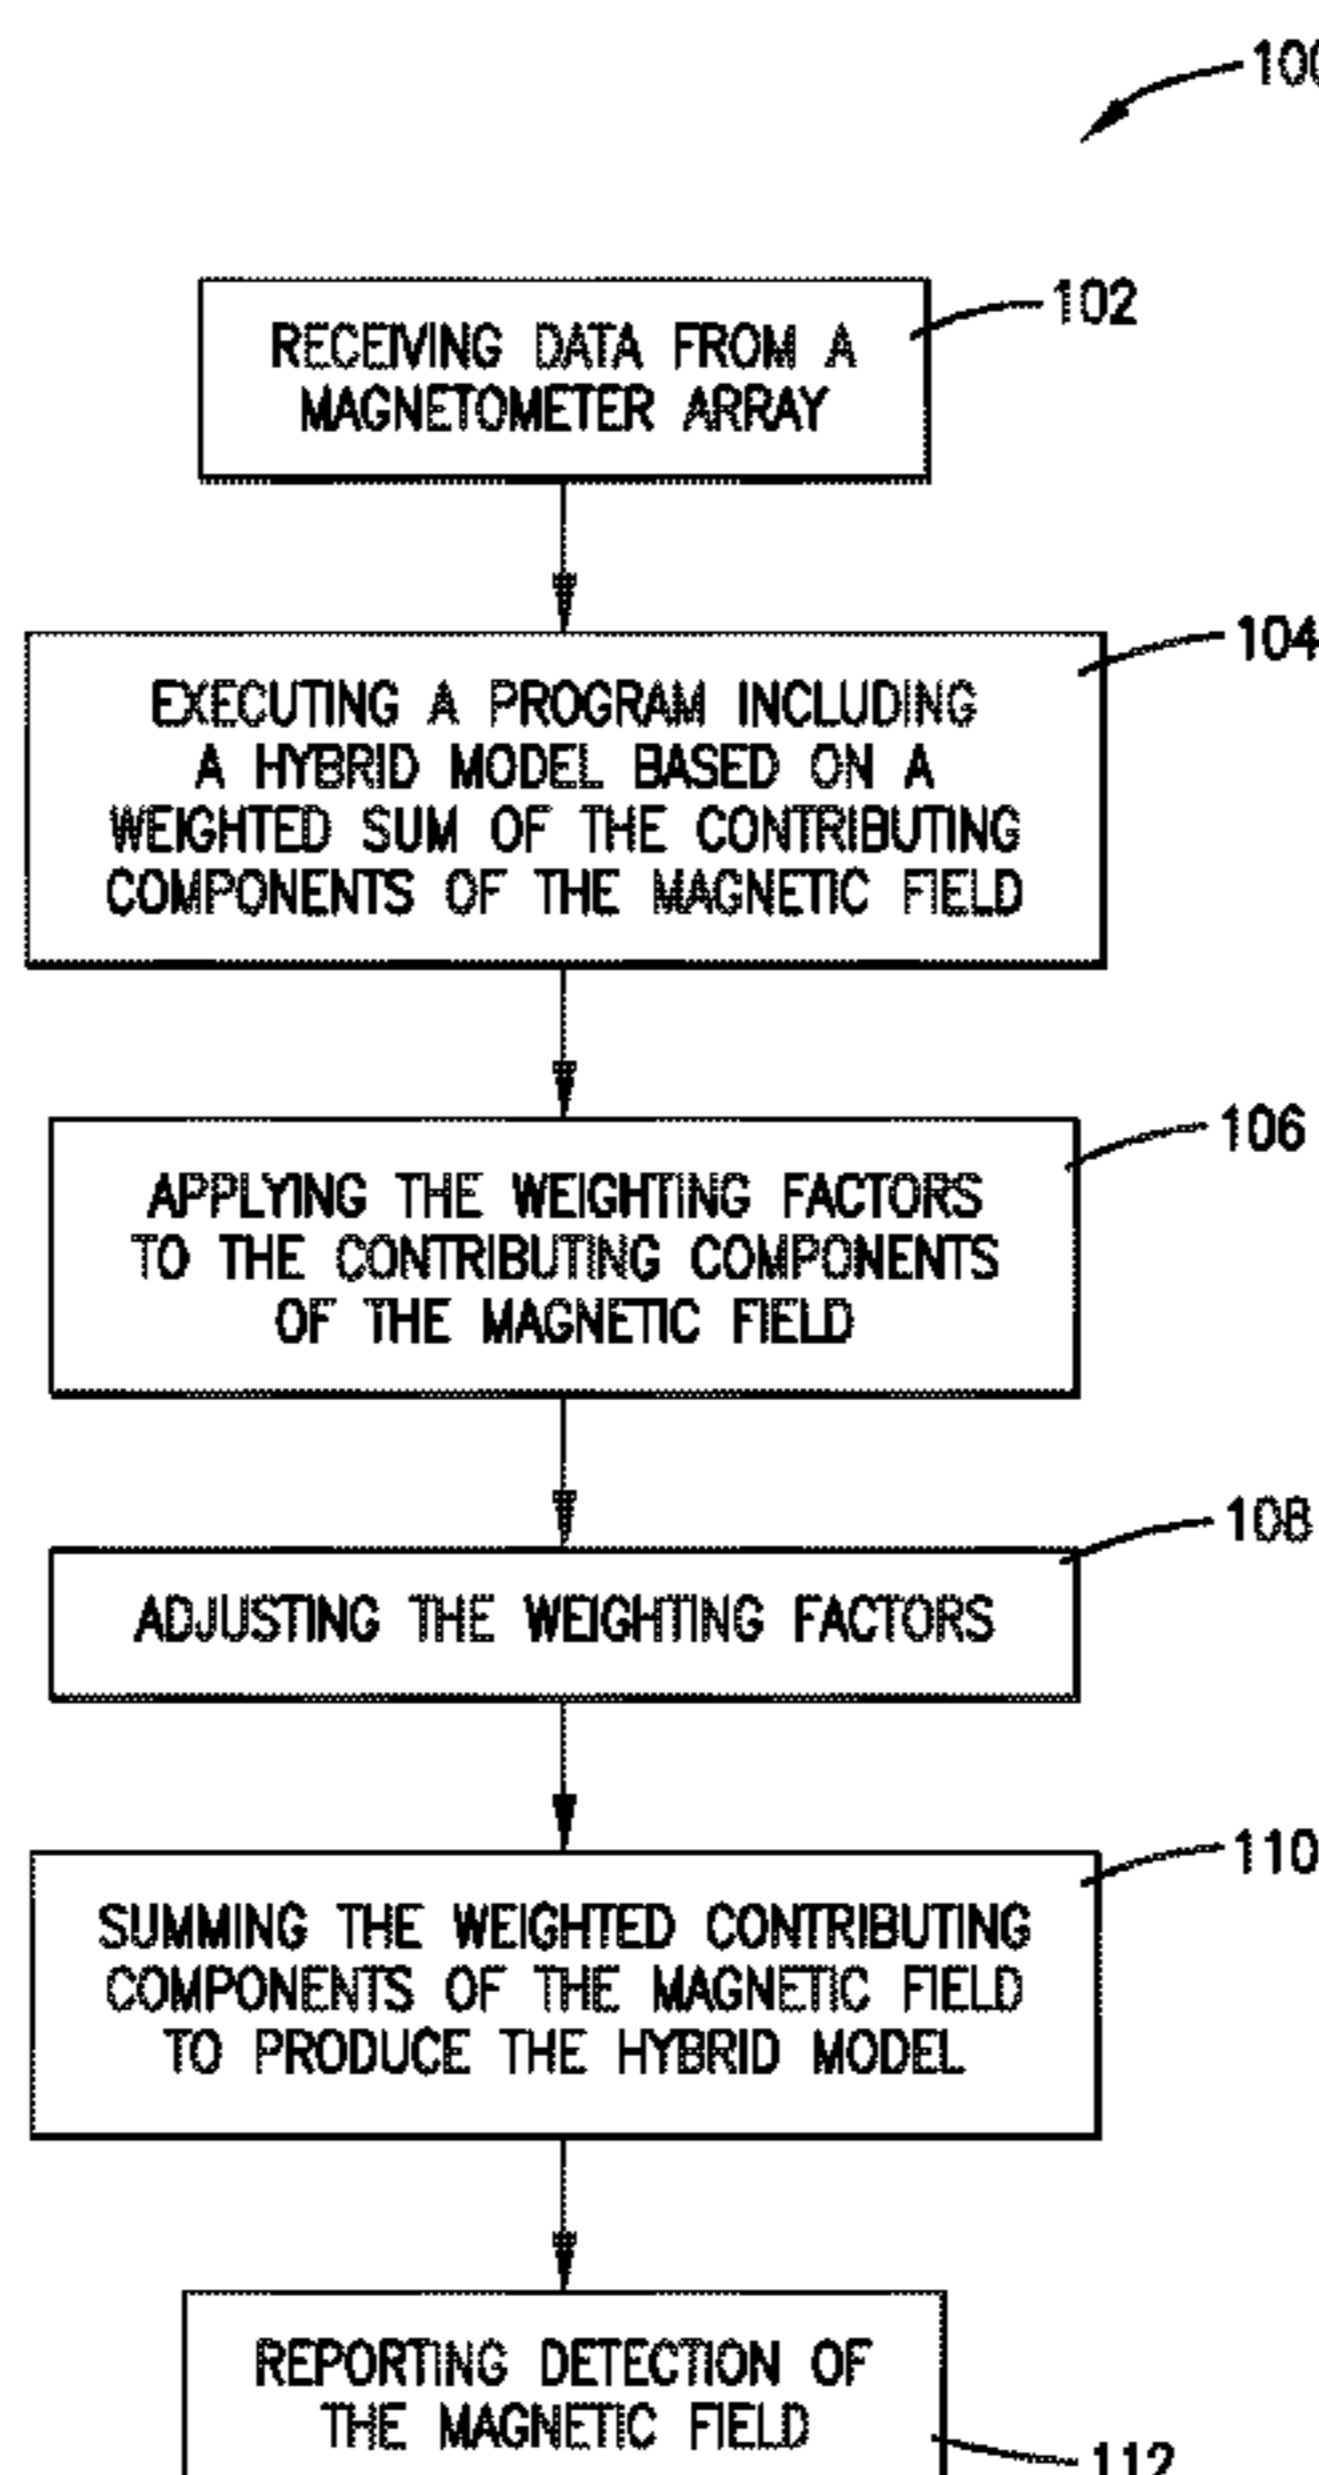 100
102
RECEIVING DATA FROM A
MAGNETOMETER ARRAY
104
EXECUTING A PROGRAM INCLUDING
A HYBRID MODEL BASED ON A
WEIGHTED SUM OF THE CONTRIBUTING
COMPONENTS OF THE MAGNETIC FIELD
106
APPLYING THE WEIGHTING FACTORS
TO THE CONTRIBUTING COMPONENTS
OF THE MAGNETIC FIELD
108
ADJUSTING THE WEIGHTING FACTORS
110
SUMMING THE WEIGHTED CONTRIBUTING
COMPONENTS OF THE MAGNETIC FIELD
TO PRODUCE THE HYBRID MODEL
REPORTING DETECTION OF
THE MAGNETIC FIELD
112